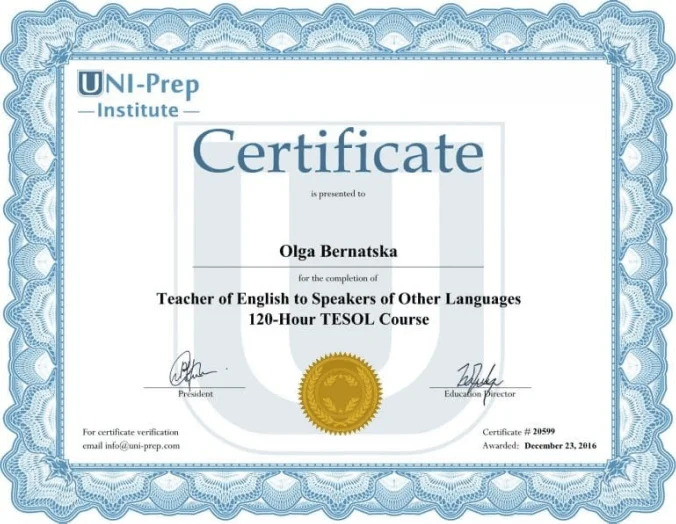 UNI-Prep
Institute
Certificate
is presented to
Olga Bernatska
for the completion of
Teacher of English to Speakers of Other Languages
120-Hour TESOL Course
President
Education Director
For certificate verification
email info@uni-prep.com
Certificate # 20599
Awarded: December 23, 2016